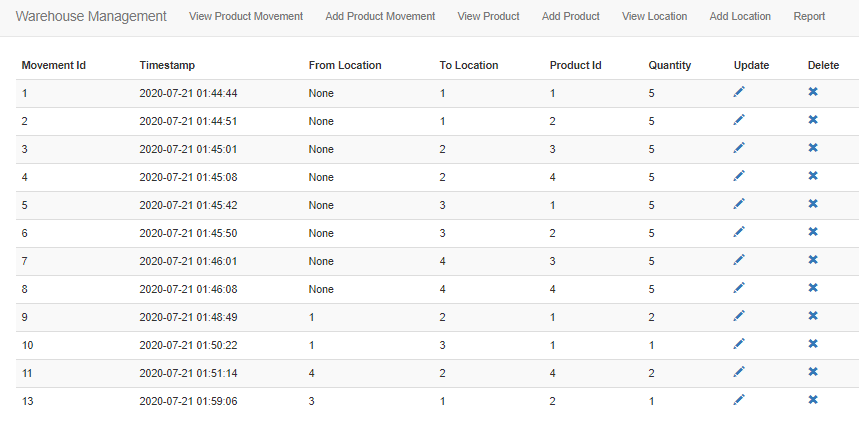 Warehouse Management View Product Movement Add Product Movement View Product Add Product View Location Add Location Report
Movement Id Timestamp From Location To Location Product Id Quantity Update Delete
1 2020-07-21 01:44:44 None 1 1 5
2 2020-07-21 01:44:51 None 1 2 5
3 2020-07-21 01:45:01 None 2 3 5
4 2020-07-21 01:45:08 None 2 4 5
5 2020-07-21 01:45:42 None 3 1 5
6 2020-07-21 01:45:50 None 3 2 5
7 2020-07-21 01:46:01 None 4 3 5
8 2020-07-21 01:46:08 None 4 4 5
9 2020-07-21 01:48:49 1 2 1 2
10 2020-07-21 01:50:22 1 3 1 1
11 2020-07-21 01:51:14 4 2 4 2
13 2020-07-21 01:59:06 3 1 2 1